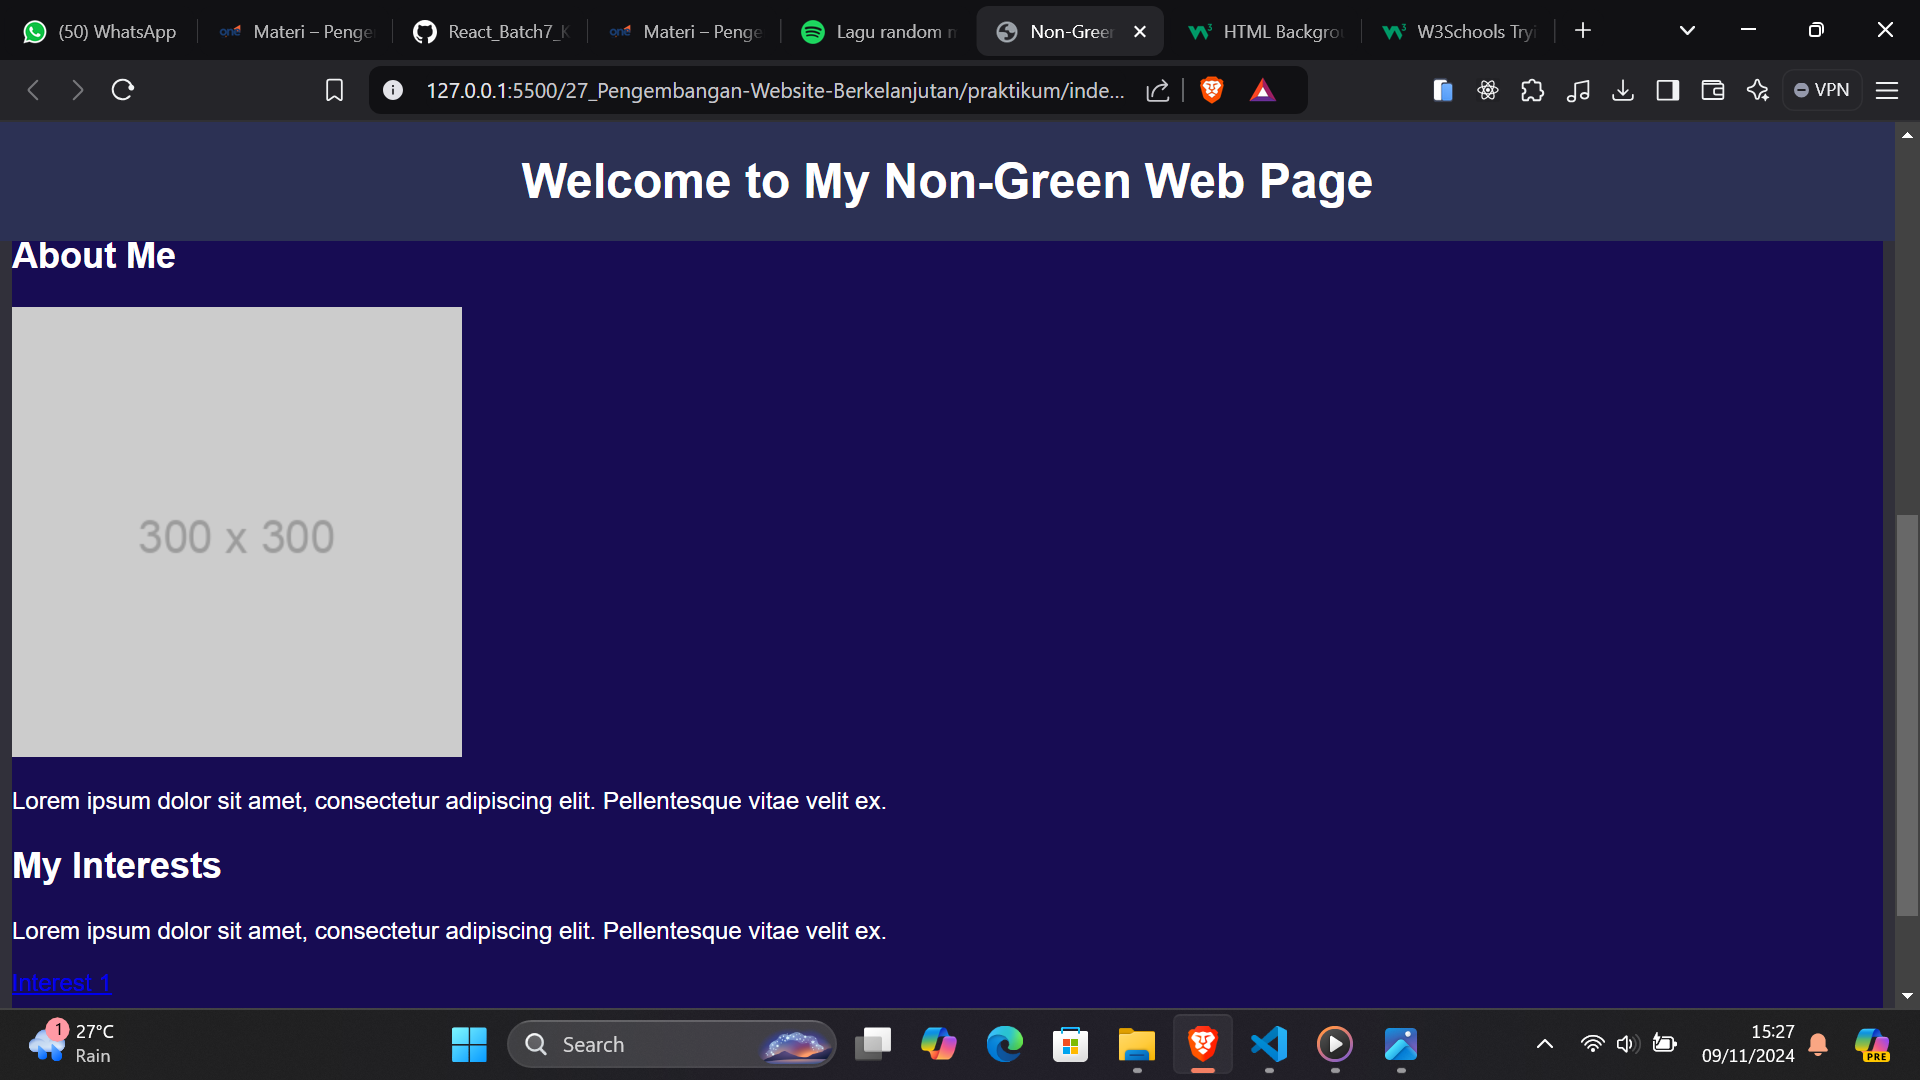 (50) WhatsApp
Materi – Penge
React_Batch7_K
Materi – Penge
Lagu random m
Non-Green
HTML Backgrou
W3Schools Tryi
127.0.0.1:5500/27_Pengembangan-Website-Berkelanjutan/praktikum/inde...
VPN
Welcome to My Non-Green Web Page
About Me
300 x 300
Lorem ipsum dolor sit amet, consectetur adipiscing elit. Pellentesque vitae velit ex.
My Interests
Lorem ipsum dolor sit amet, consectetur adipiscing elit. Pellentesque vitae velit ex.
Interest 1
1
27°C
Rain
Search
15:27
09/11/2024
PRE